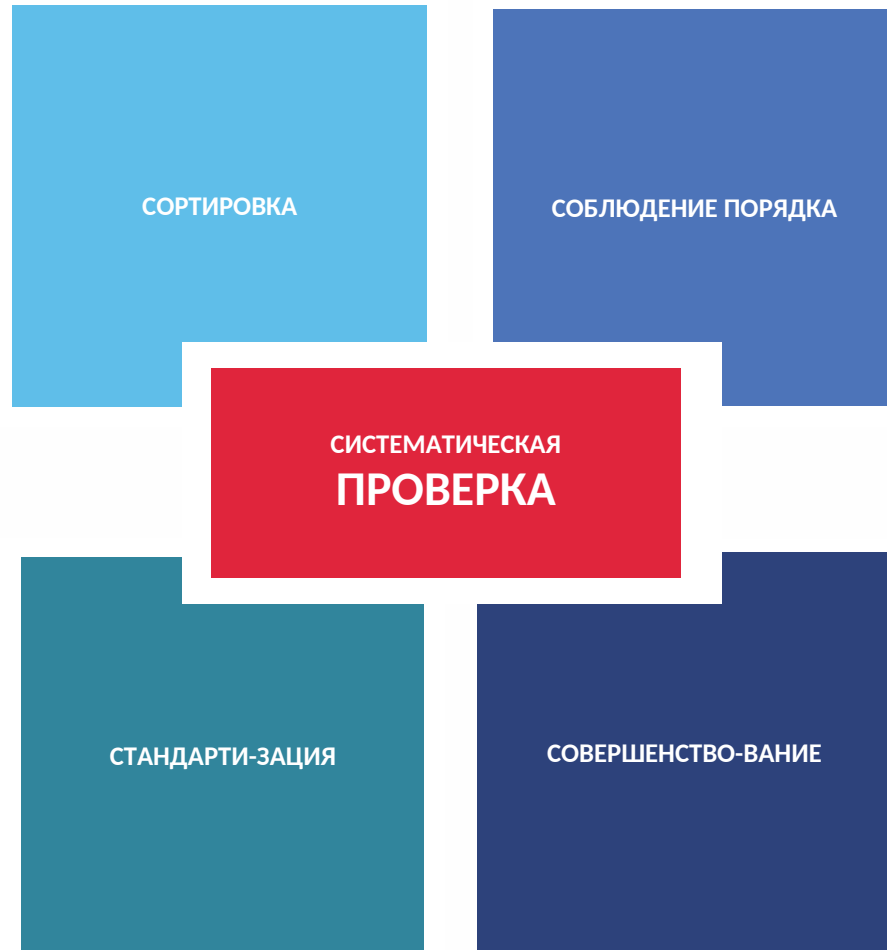 СОРТИРОВКА
СОБЛЮДЕНИЕ ПОРЯДКА
СИСТЕМАТИЧЕСКАЯ
ПРОВЕРКА
СТАНДАРТИ-ЗАЦИЯ
СОВЕРШЕНСТВО-ВАНИЕ